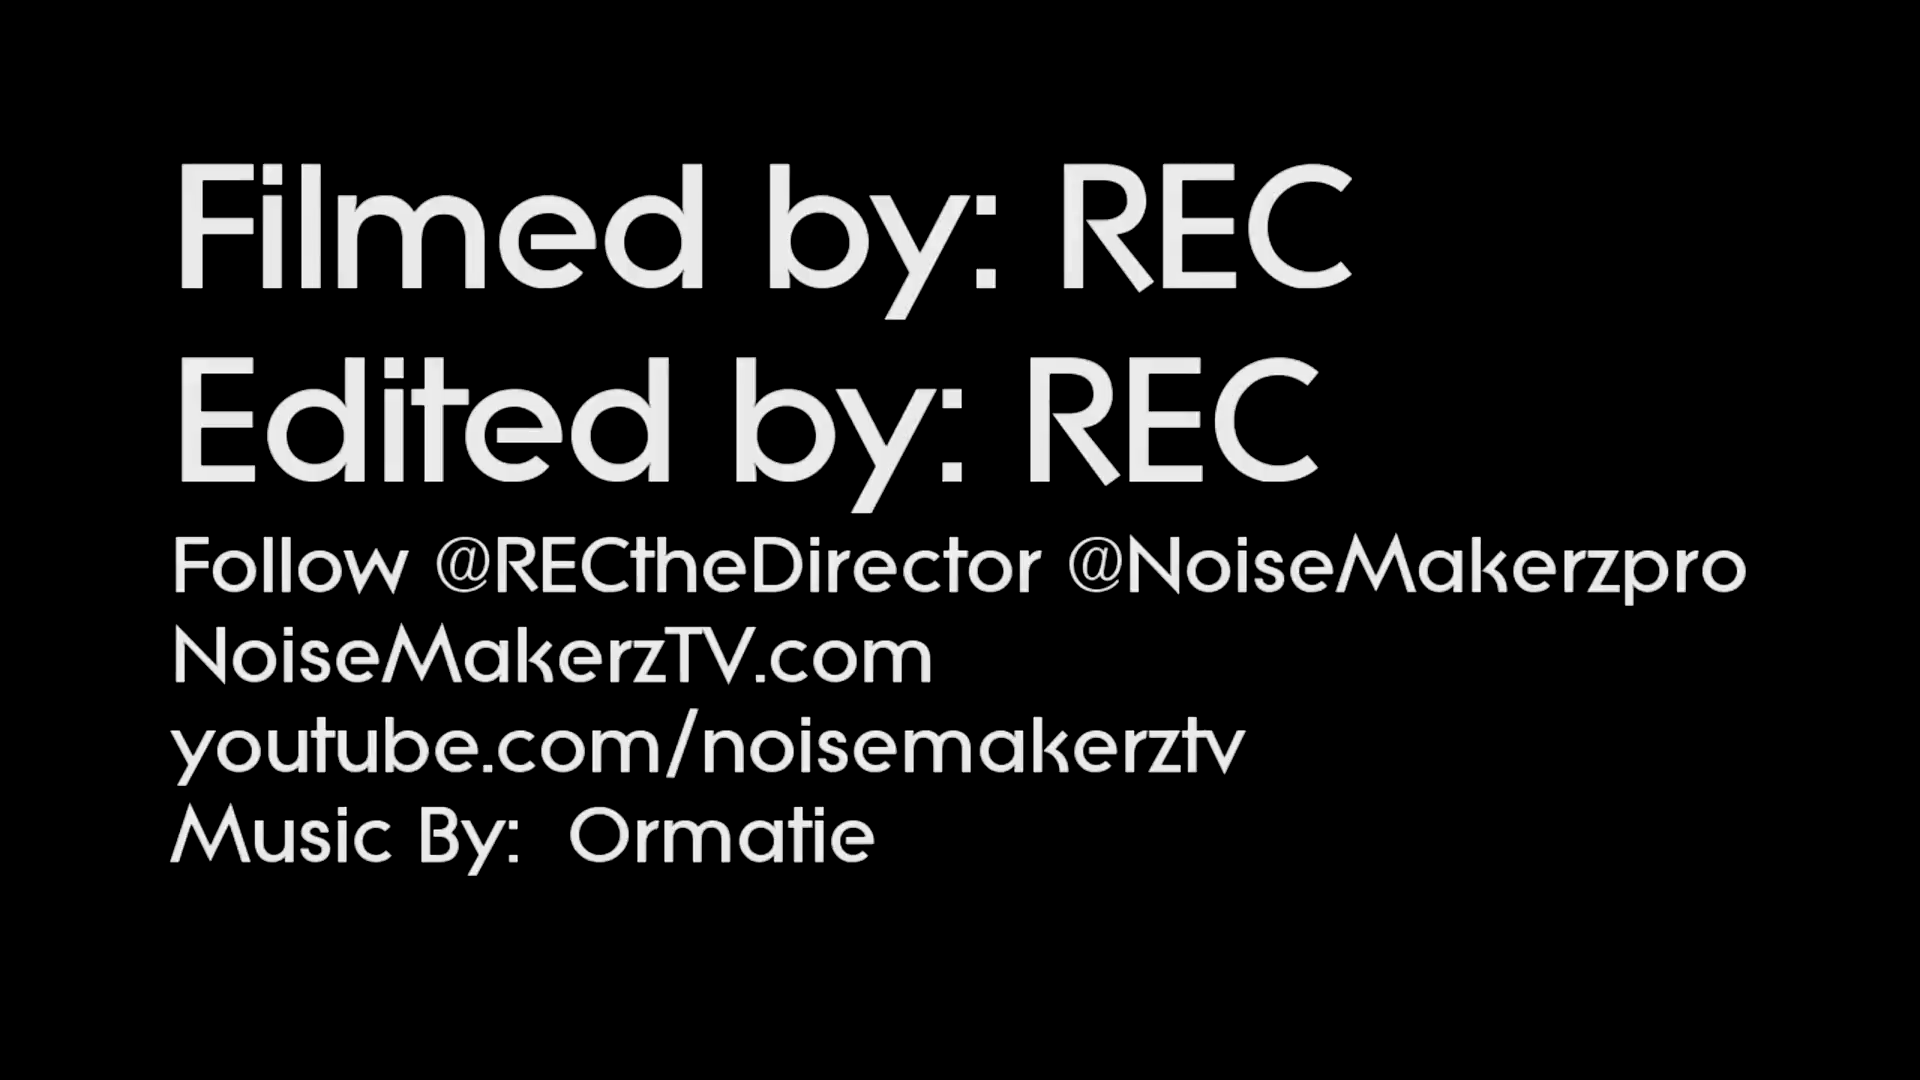 Filmed by: REC
Edited by: REC
Follow @RECtheDirector @NoiseMakerzpro
NoiseMakerzTV.com
youtube.com/noisemakerztv
Music By:  Ormatie